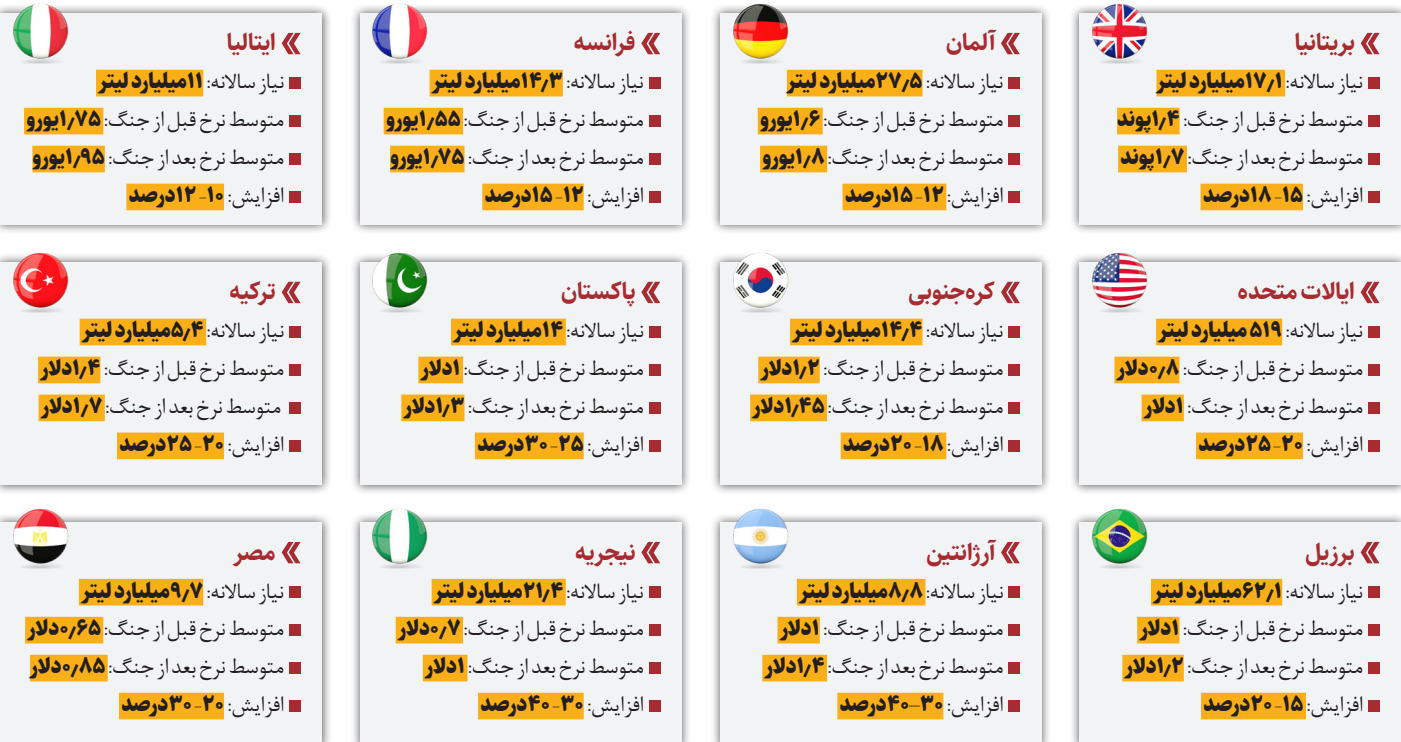 » بریتانیا
نیاز سالانه: ۱۷٫۱میلیارد لیتر
متوسط نرخ قبل از جنگ: ۱٫۴پوند
متوسط نرخ بعد از جنگ: ۱٫۷پوند
افزایش: ۱۵-۱۸درصد
» آلمان
نیاز سالانه: ۲۷٫۵میلیارد لیتر
متوسط نرخ قبل از جنگ: ۱٫۶یورو
متوسط نرخ بعد از جنگ: ۱٫۸یورو
افزایش: ۱۲-۱۵درصد
» فرانسه
نیاز سالانه: ۱۴٫۳میلیارد لیتر
متوسط نرخ قبل از جنگ: ۱٫۵۵یورو
متوسط نرخ بعد از جنگ: ۱٫۷۵یورو
افزایش: ۱۲-۱۵درصد
» ایتالیا
نیاز سالانه: ۱۱میلیارد لیتر
متوسط نرخ قبل از جنگ: ۱٫۷۵یورو
متوسط نرخ بعد از جنگ: ۱٫۹۵یورو
افزایش: ۱۰-۱۲درصد
» ایالات متحده
نیاز سالانه: ۵۱۹ میلیارد لیتر
متوسط نرخ قبل از جنگ: ۰٫۸دلار
متوسط نرخ بعد از جنگ: ۱دلار
افزایش: ۲۰-۲۵درصد
» کره‌جنوبی
نیاز سالانه: ۱۴٫۴میلیارد لیتر
متوسط نرخ قبل از جنگ: ۱٫۲دلار
متوسط نرخ بعد از جنگ: ۱٫۴۵دلار
افزایش: ۱۸-۲۰درصد
» پاکستان
نیاز سالانه: ۱۴میلیارد لیتر
متوسط نرخ قبل از جنگ: ۱دلار
متوسط نرخ بعد از جنگ: ۱٫۳دلار
افزایش: ۲۵-۳۰درصد
» ترکیه
نیاز سالانه: ۵٫۴میلیارد لیتر
متوسط نرخ قبل از جنگ: ۱٫۴دلار
متوسط نرخ بعد از جنگ: ۱٫۷دلار
افزایش: ۲۰-۲۵درصد
» برزیل
نیاز سالانه: ۶۲٫۱میلیارد لیتر
متوسط نرخ قبل از جنگ: ۱دلار
متوسط نرخ بعد از جنگ: ۱٫۲دلار
افزایش: ۱۵-۲۰درصد
» آرژانتین
نیاز سالانه: ۸٫۸میلیارد لیتر
متوسط نرخ قبل از جنگ: ۱دلار
متوسط نرخ بعد از جنگ: ۱٫۴دلار
افزایش: ۳۰–۴۰درصد
» نیجریه
نیاز سالانه: ۲۱٫۴میلیارد لیتر
متوسط نرخ قبل از جنگ: ۰٫۷دلار
متوسط نرخ بعد از جنگ: ۱دلار
افزایش: ۳۰-۴۰درصد
» مصر
نیاز سالانه: ۹٫۷میلیارد لیتر
متوسط نرخ قبل از جنگ: ۰٫۶۵دلار
متوسط نرخ بعد از جنگ: ۰٫۸۵دلار
افزایش: ۲۰-۳۰درصد